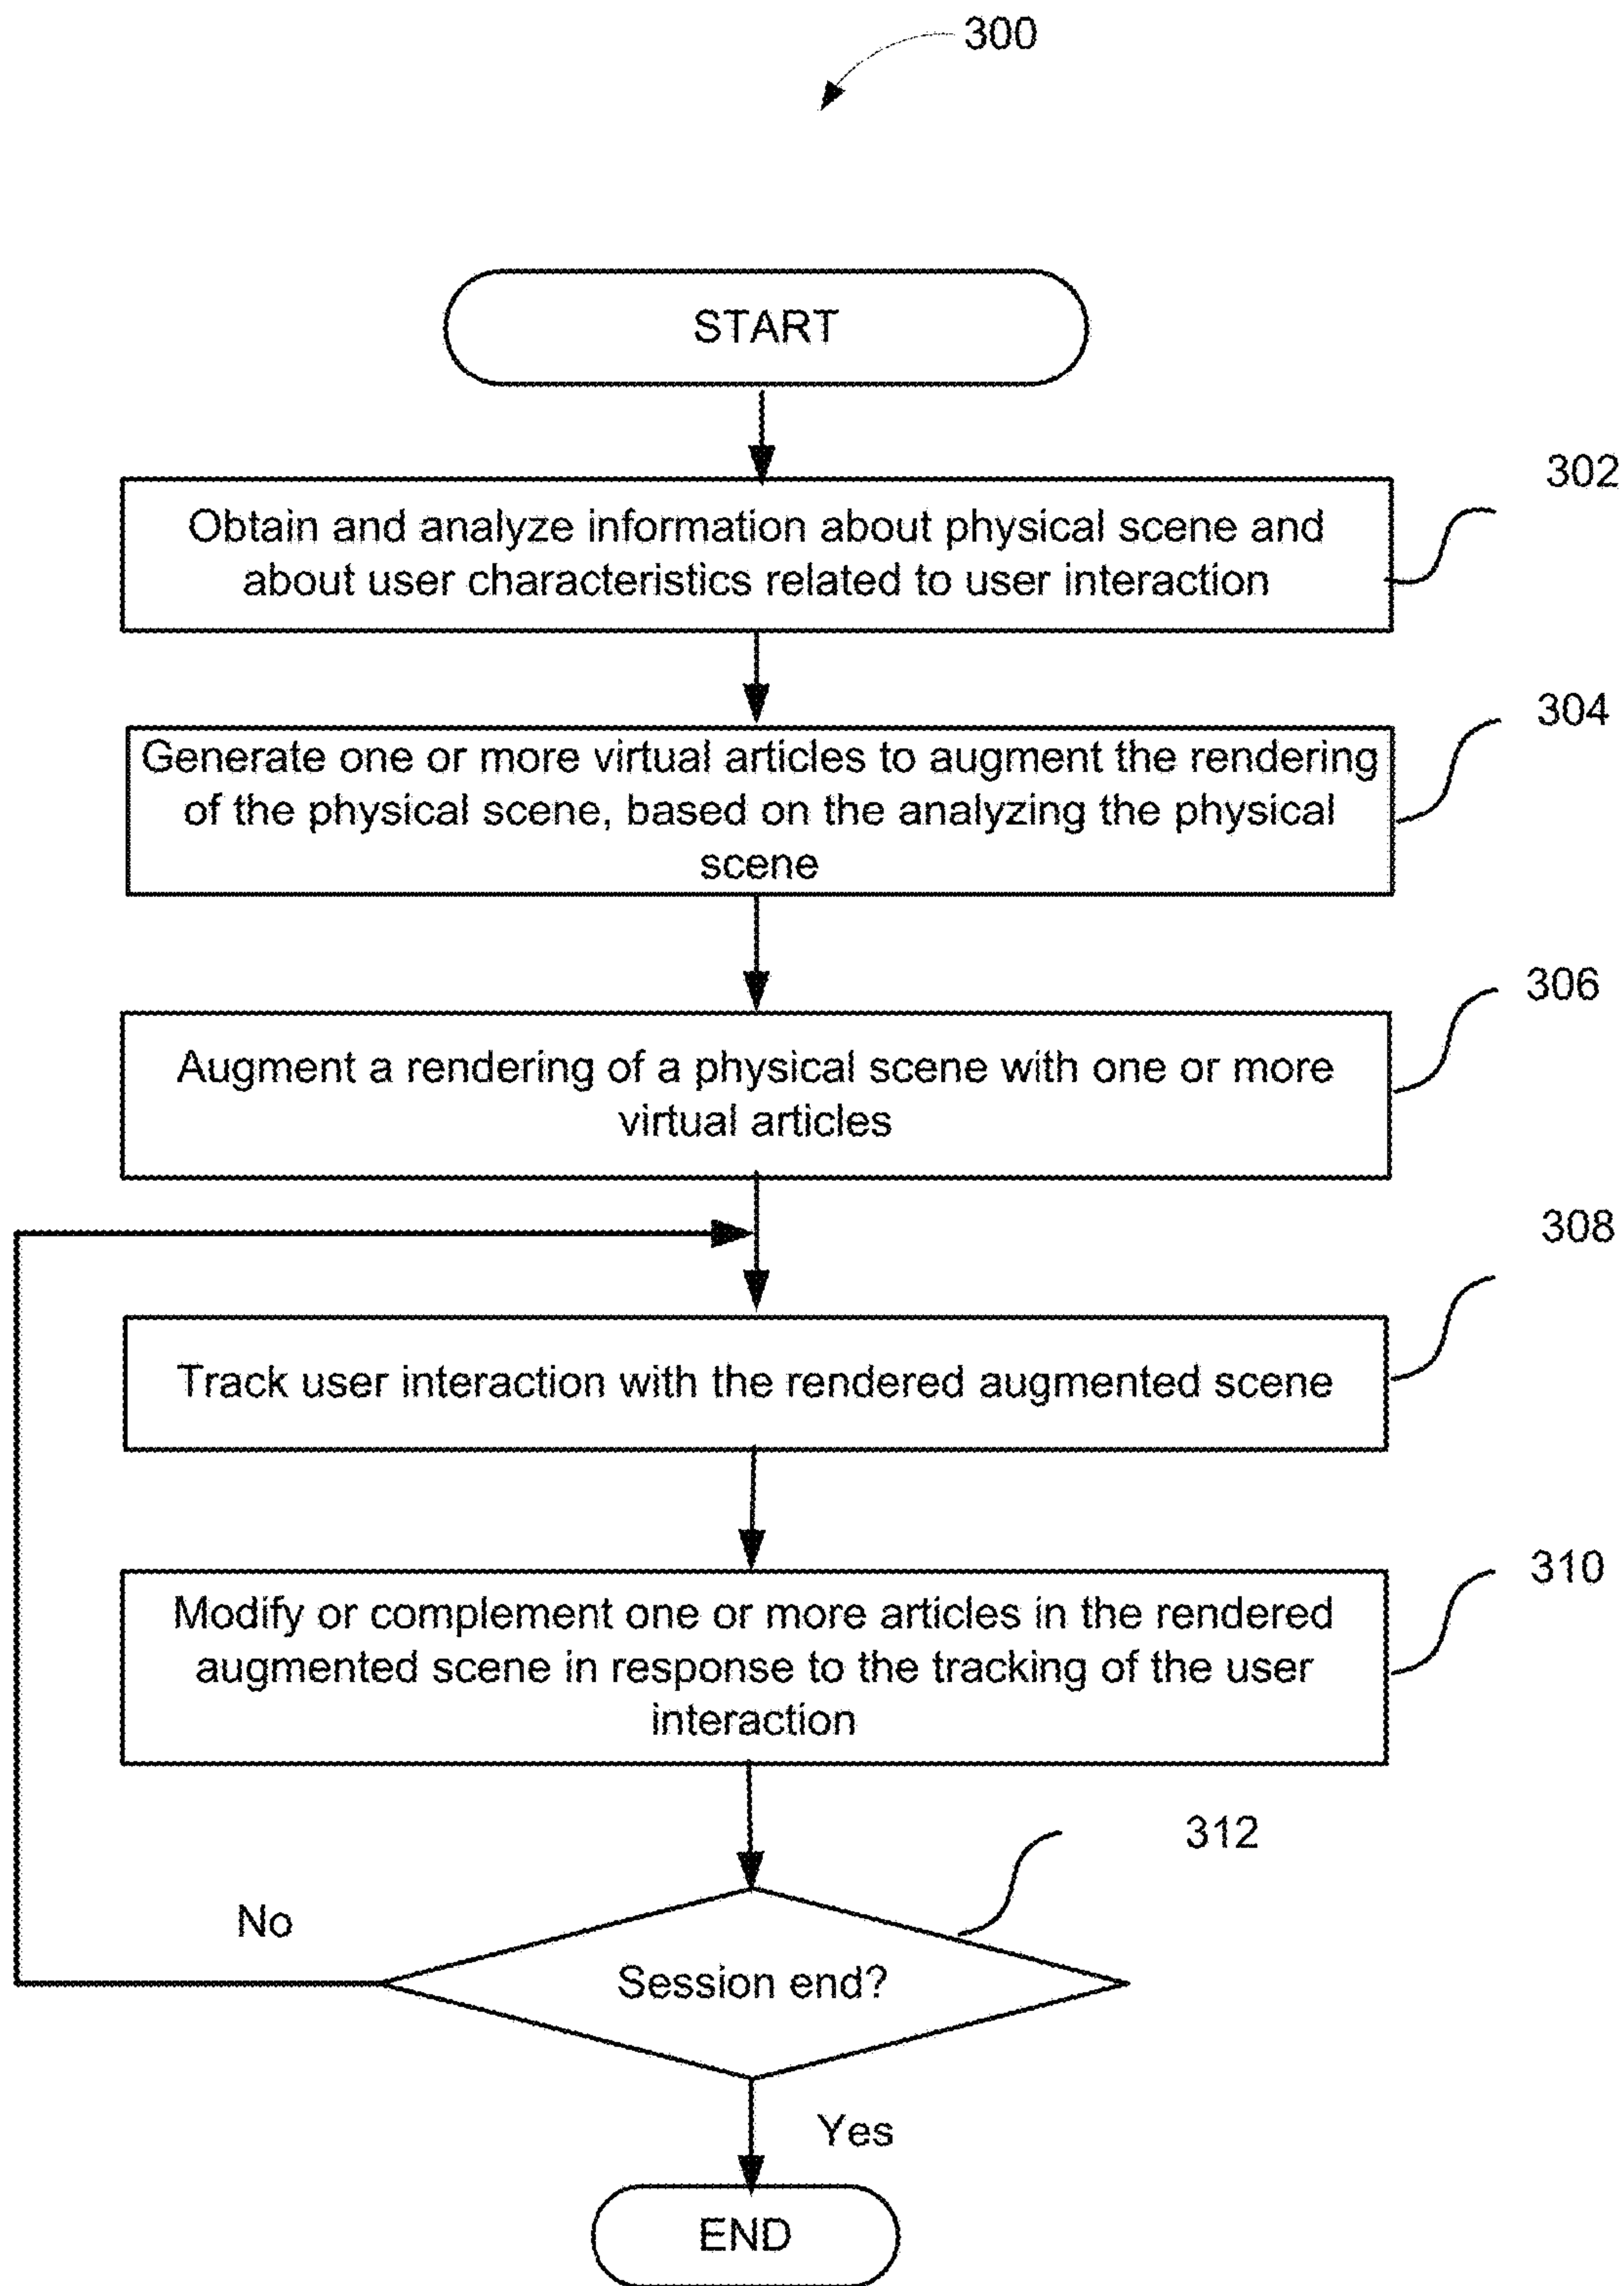 300
START
302
Obtain and analyze information about physical scene and
about user characteristics related to user interaction
304
Generate one or more virtual articles to augment the rendering
of the physical scene, based on the analyzing the physical
scene
306
Augment a rendering of a physical scene with one or more
virtual articles
308
Track user interaction with the rendered augmented scene
310
Modify or complement one or more articles in the rendered
augmented scene in response to the tracking of the user
interaction
312
No
Session end?
Yes
END